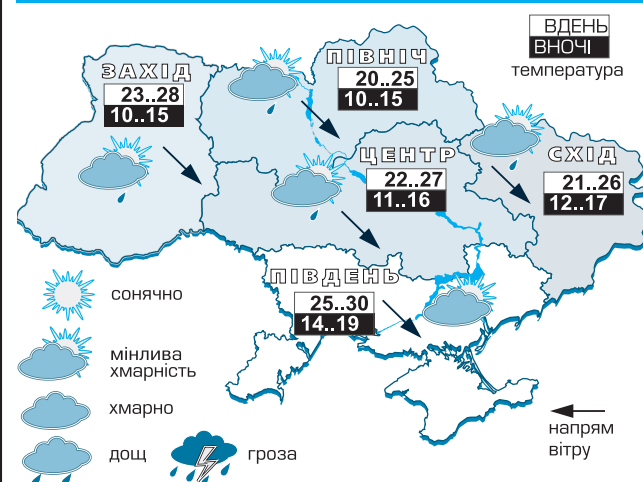 ВДЕНЬ
ВНОЧІ
температура
ПІВНІЧ
20..25
10..15
ЗАХІД
23..28
10..15
ЦЕНТР
22..27
11..16
СХІД
21..26
12..17
ПІВДЕНЬ
25..30
14..19
сонячно
мінлива
хмарність
хмарно
дощ
гроза
напрям
вітру